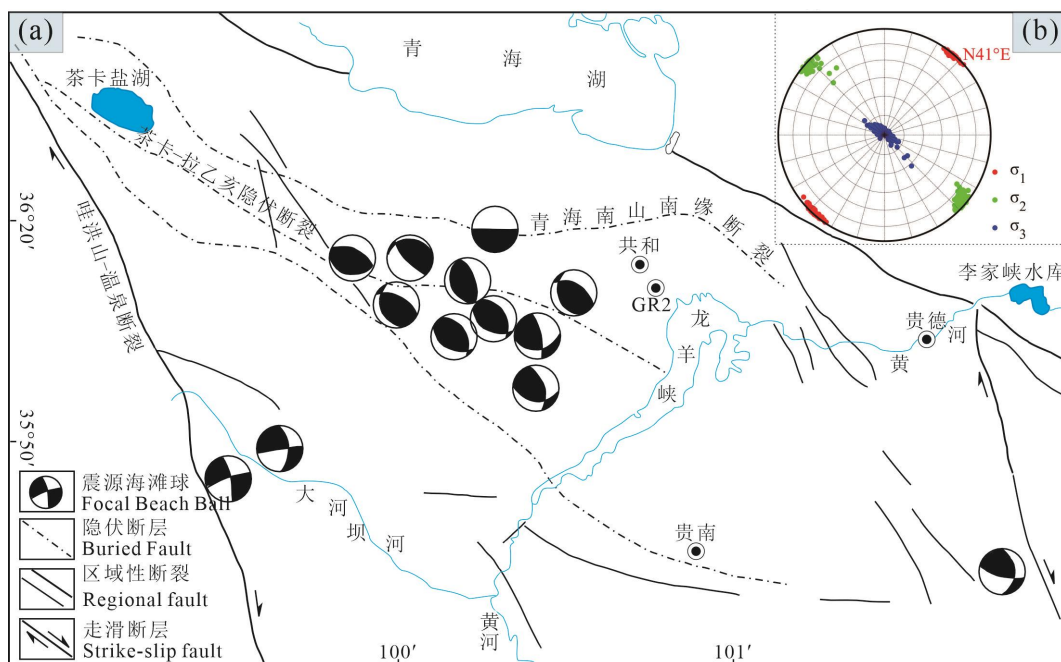 (a)
(b)
青海湖
茶卡盐湖
N41°E
σ1
σ2
σ3
茶卡–拉乙亥隐伏断裂
青海南山南缘断裂
哇洪山–温泉断裂
36°20′
共和
GR2
龙羊峡
李家峡水库
贵德
黄河
35°50′
大河坝河
贵南
黄河
震源海滩球
Focal Beach Ball
隐伏断层
Buried Fault
区域性断裂
Regional fault
走滑断层
Strike-slip fault
100′
101′